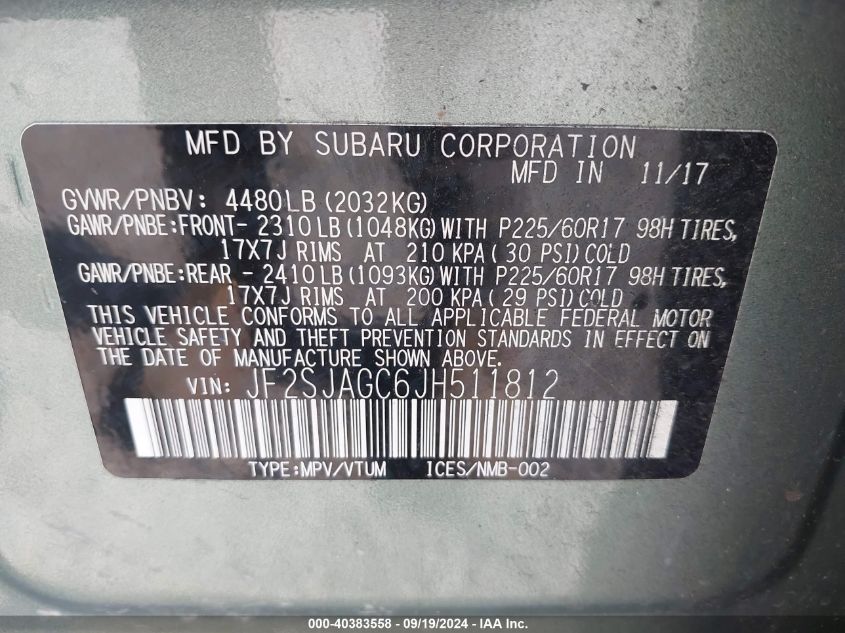 MFD BY SUBARU CORPORATION
MFD IN 11/17
GVWR/PNBV: 4480LB(2032KG)
GAWR/PNBE:FRONT- 2310LB(1048KG)WITH P225/60R17 98H TIRES,
17X7J RIMS AT 210 KPA( 30 PSI)COLD
GAWR/PNBE:REAR - 2410LB(1093KG)WITH P225/60R17 98H TIRES,
17X7J RIMS AT 200 KPA( 29 PSI)COLD
THIS VEHICLE CONFORMS TO ALL APPLICABLE FEDERAL MOTOR
VEHICLE SAFETY AND THEFT PREVENTION STANDARDS IN EFFECT ON
THE DATE OF MANUFACTURE SHOWN ABOVE.
VIN: JF2SJAGC6JH511812
TYPE:MPV/VTUM ICES/NMB-002
000-40383558 - 09/19/2024 - IAA Inc.